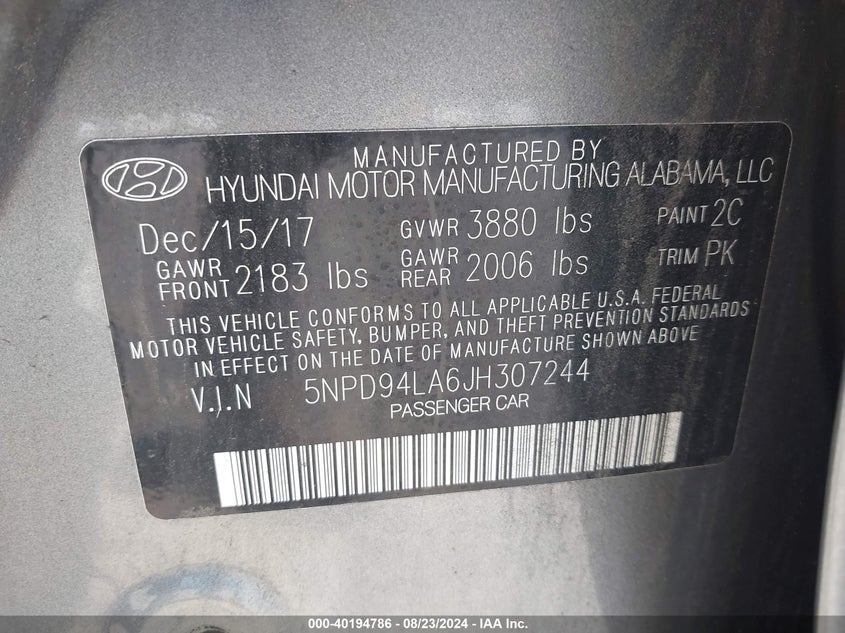 MANUFACTURED BY
HYUNDAI MOTOR MANUFACTURING ALABAMA, LLC
Dec/15/17 GVWR 3880 lbs PAINT 2C
GAWR FRONT 2183 lbs GAWR REAR 2006 lbs TRIM PK
THIS VEHICLE CONFORMS TO ALL APPLICABLE U.S.A. FEDERAL
MOTOR VEHICLE SAFETY, BUMPER, AND THEFT PREVENTION STANDARDS
IN EFFECT ON THE DATE OF MANUFACTURE SHOWN ABOVE
V.I.N 5NPD94LA6JH307244
PASSENGER CAR
000-40194786 - 08/23/2024 - IAA Inc.